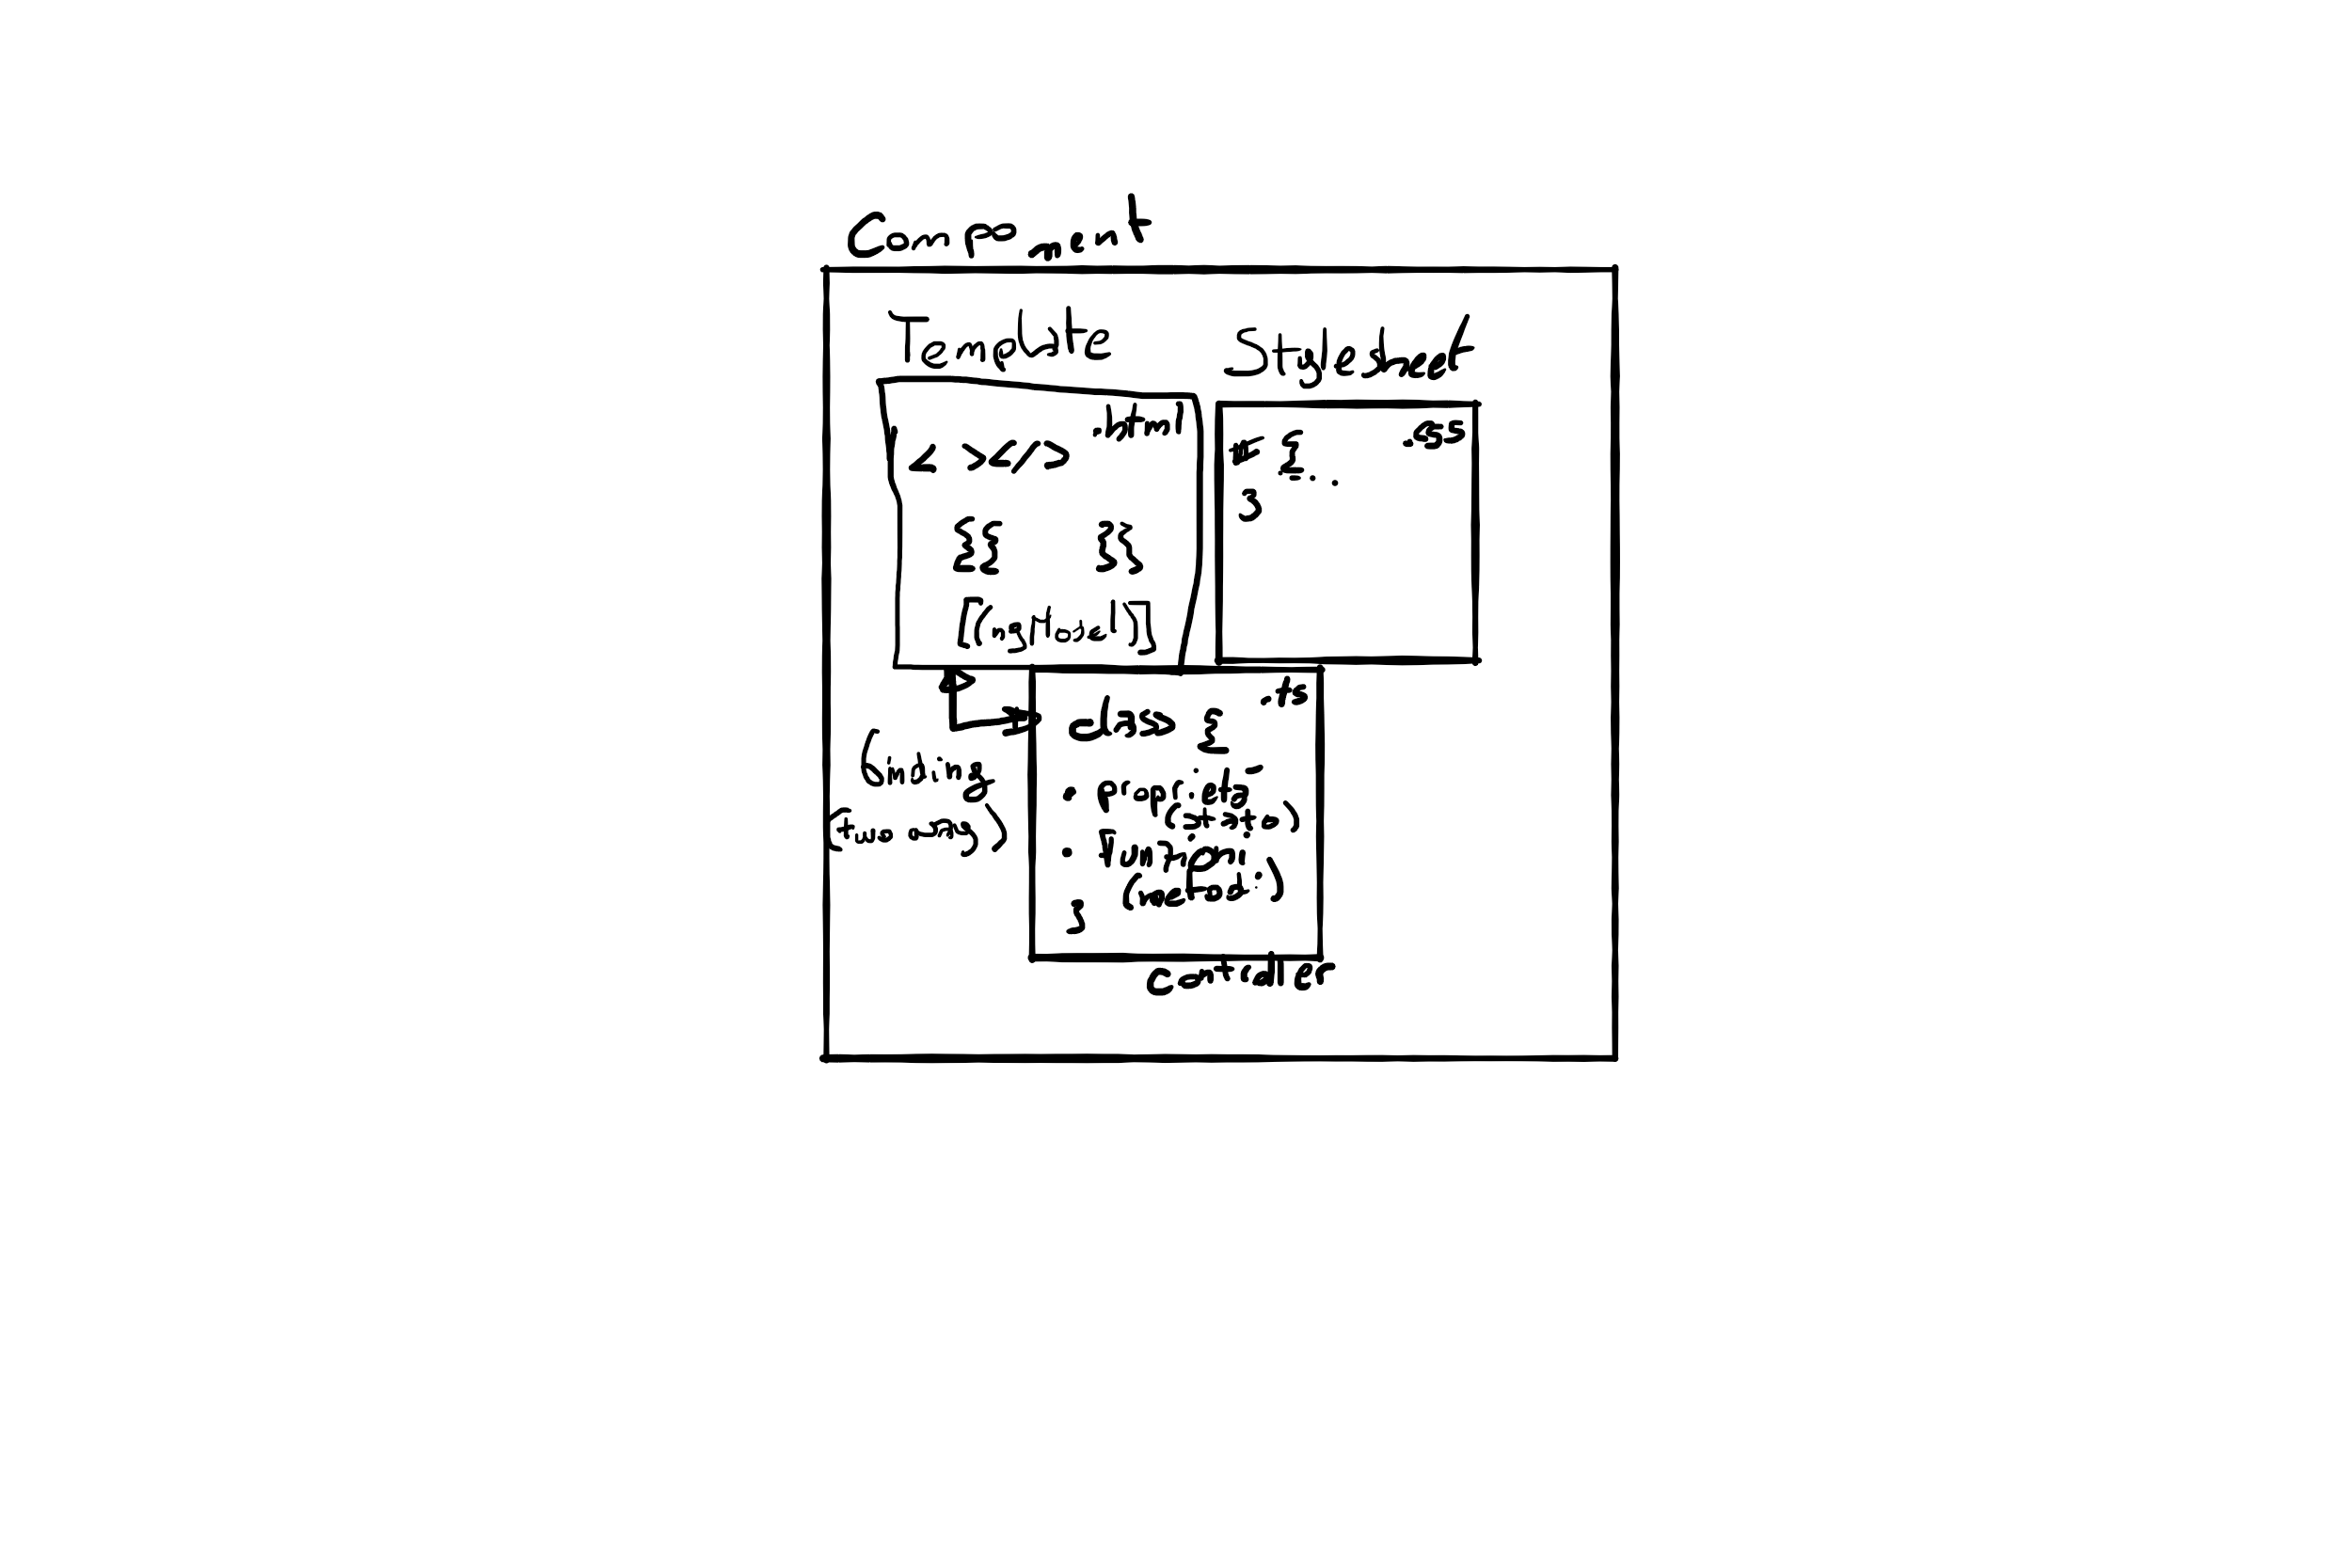 Component
Template
Stylesheet
.html
< ></>
{{ }}
[(ngModel)]
.css
* {
...
}
.ts
class {
• proprietà
(stato)
• Funzioni
(metodi)
}
binding
(two way)
controller